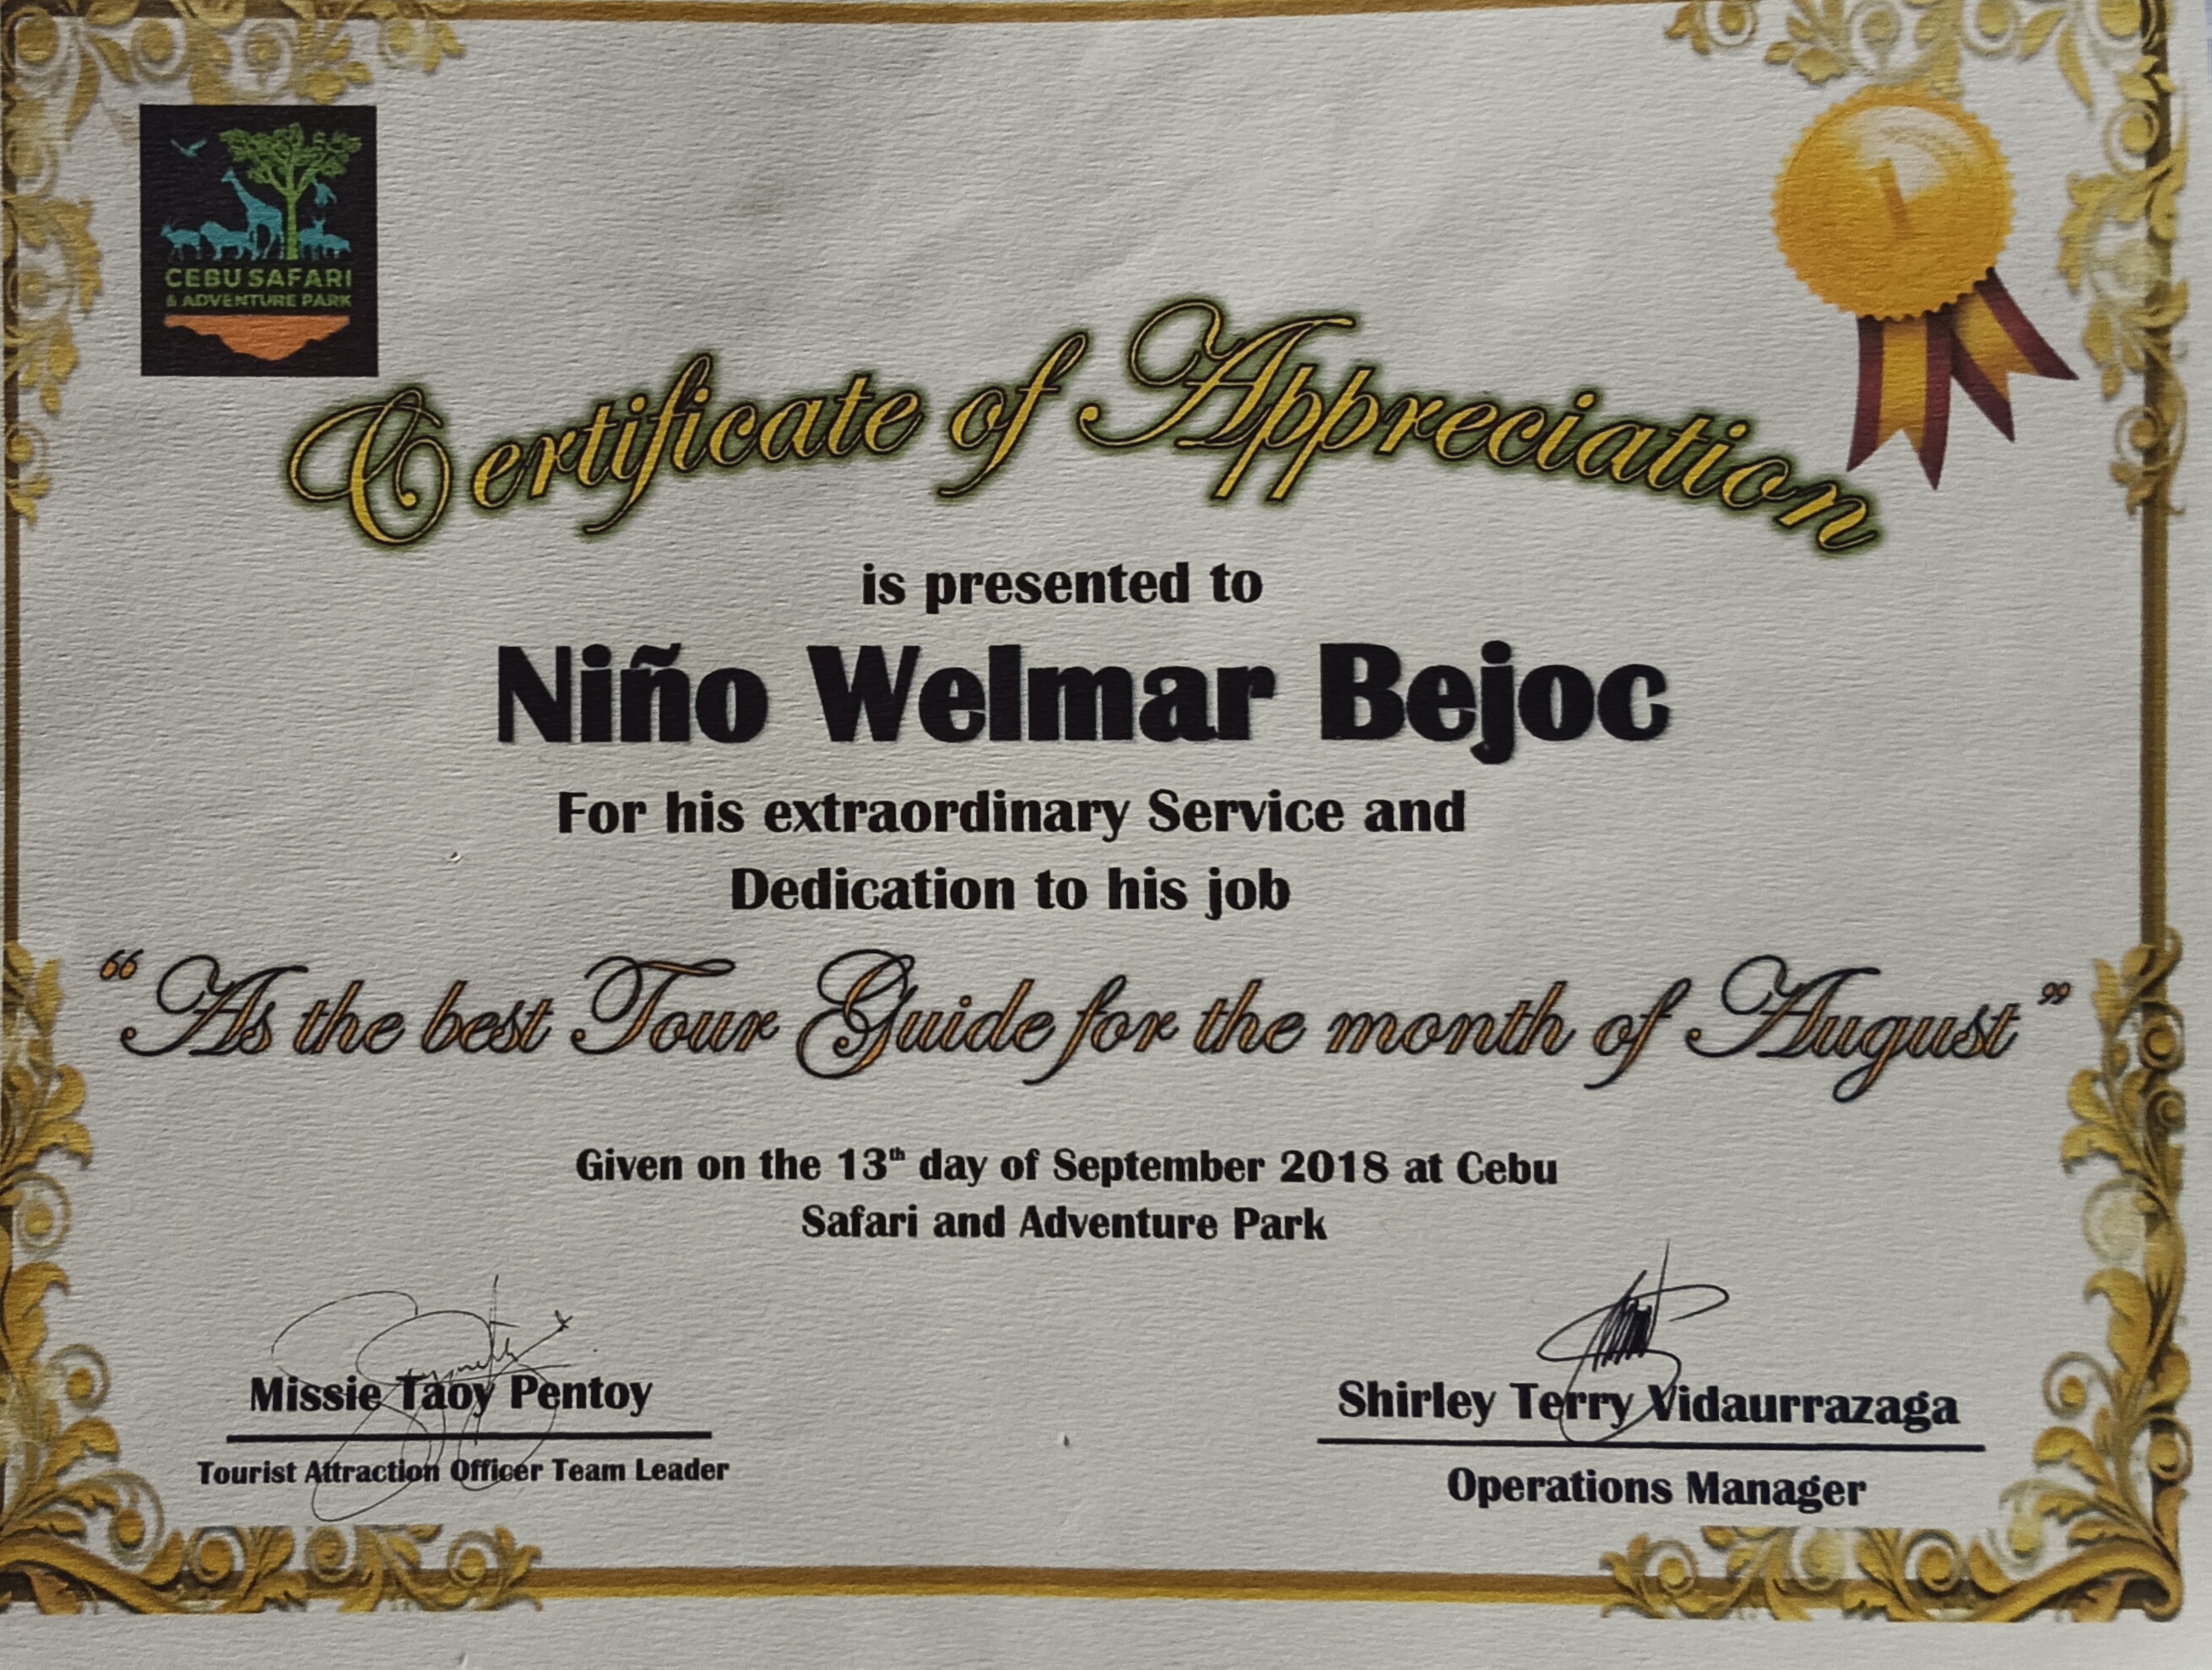 CEBU SAFARI
& ADVENTURE PARK
1
Certificate of Appreciation
is presented to
Niño Welmar Bejoc
For his extraordinary Service and
Dedication to his job
“As the best Tour Guide for the month of August”
Given on the 13th day of September 2018 at Cebu
Safari and Adventure Park
Missie Taoy Pentoy
Tourist Attraction Officer Team Leader
Shirley Terry Vidaurrazaga
Operations Manager